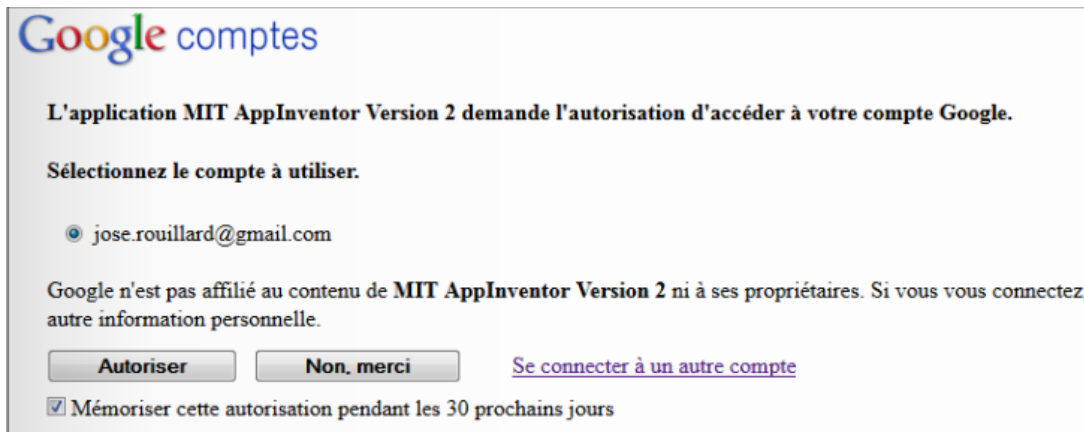 Google comptes
L'application MIT AppInventor Version 2 demande l'autorisation d'accéder à votre compte Google.
Sélectionnez le compte à utiliser.
jose.rouillard@gmail.com
Google n'est pas affilié au contenu de MIT AppInventor Version 2 ni à ses propriétaires. Si vous vous connectez,
autre information personnelle.
Autoriser Non, merci Se connecter à un autre compte
Mémoriser cette autorisation pendant les 30 prochains jours